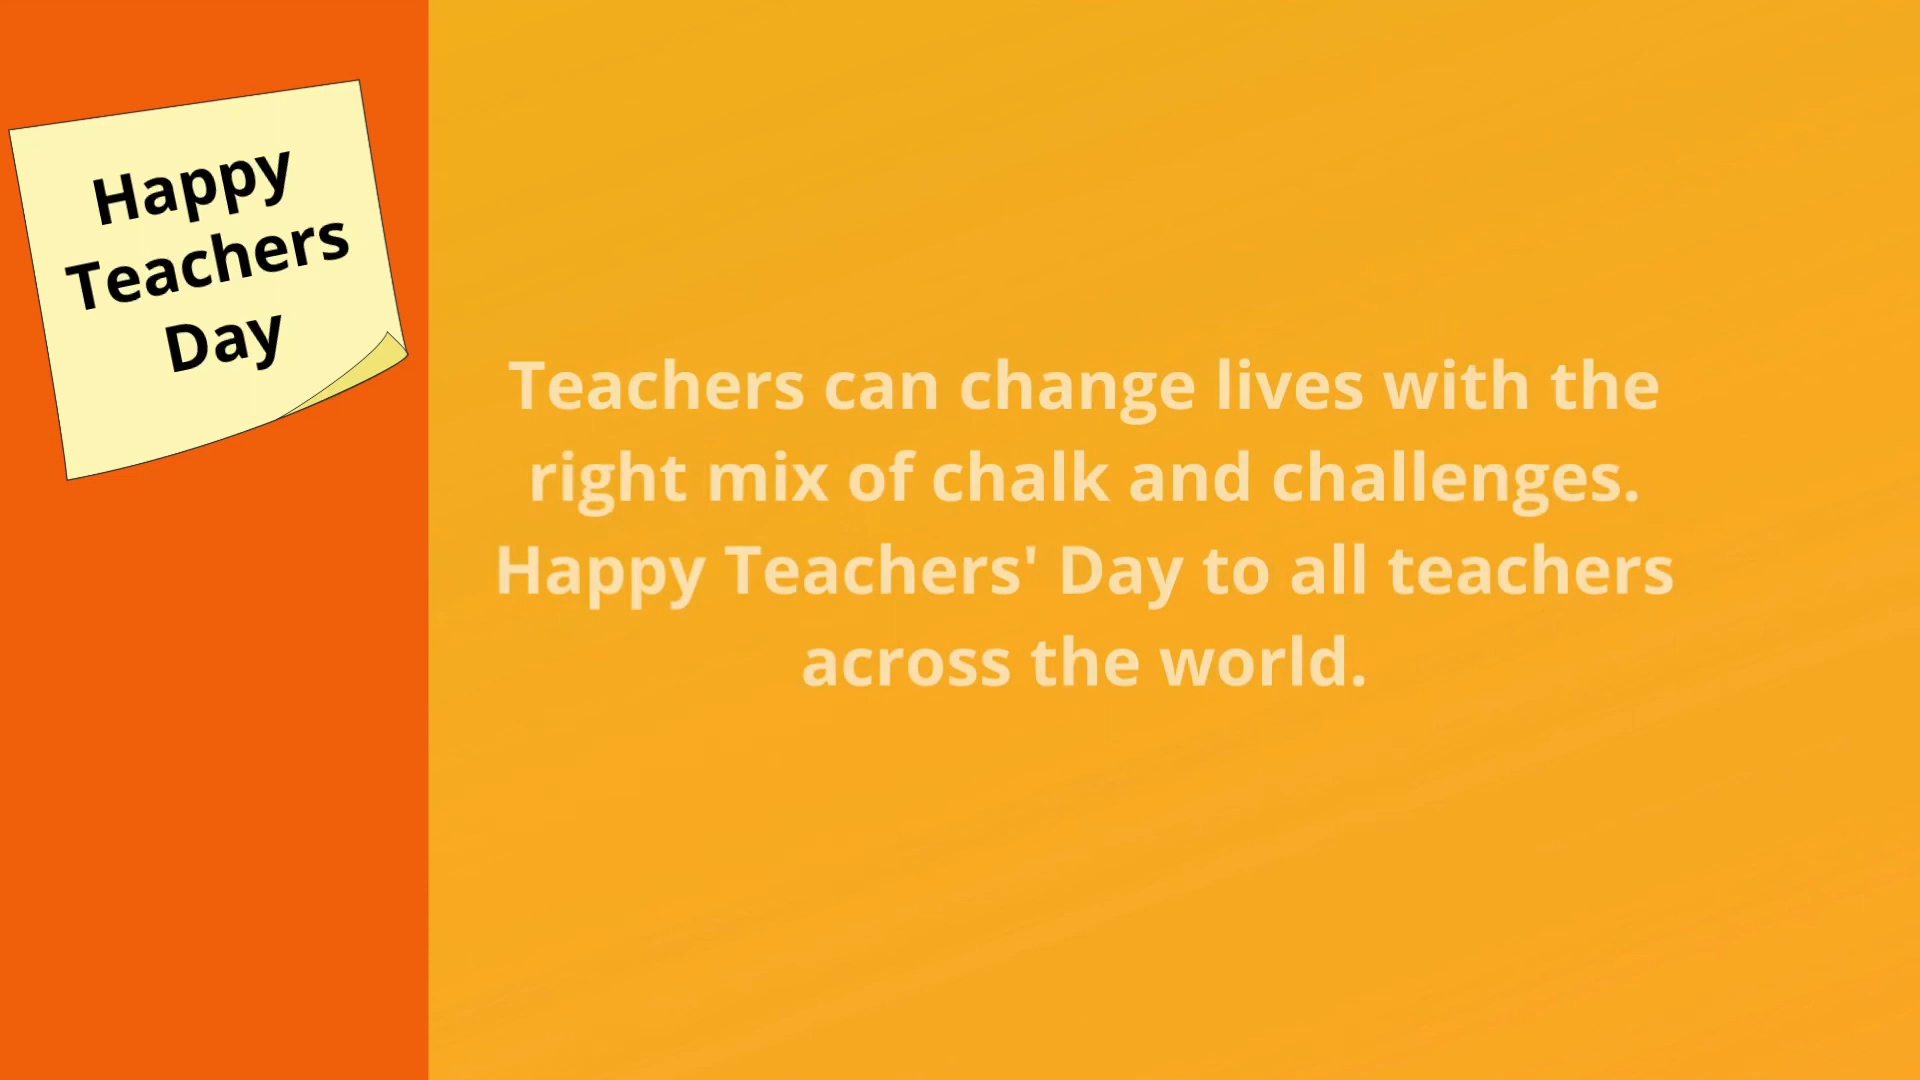 Happy
Teachers
Day
Teachers can change lives with the
right mix of chalk and challenges.
Happy Teachers' Day to all teachers
across the world.